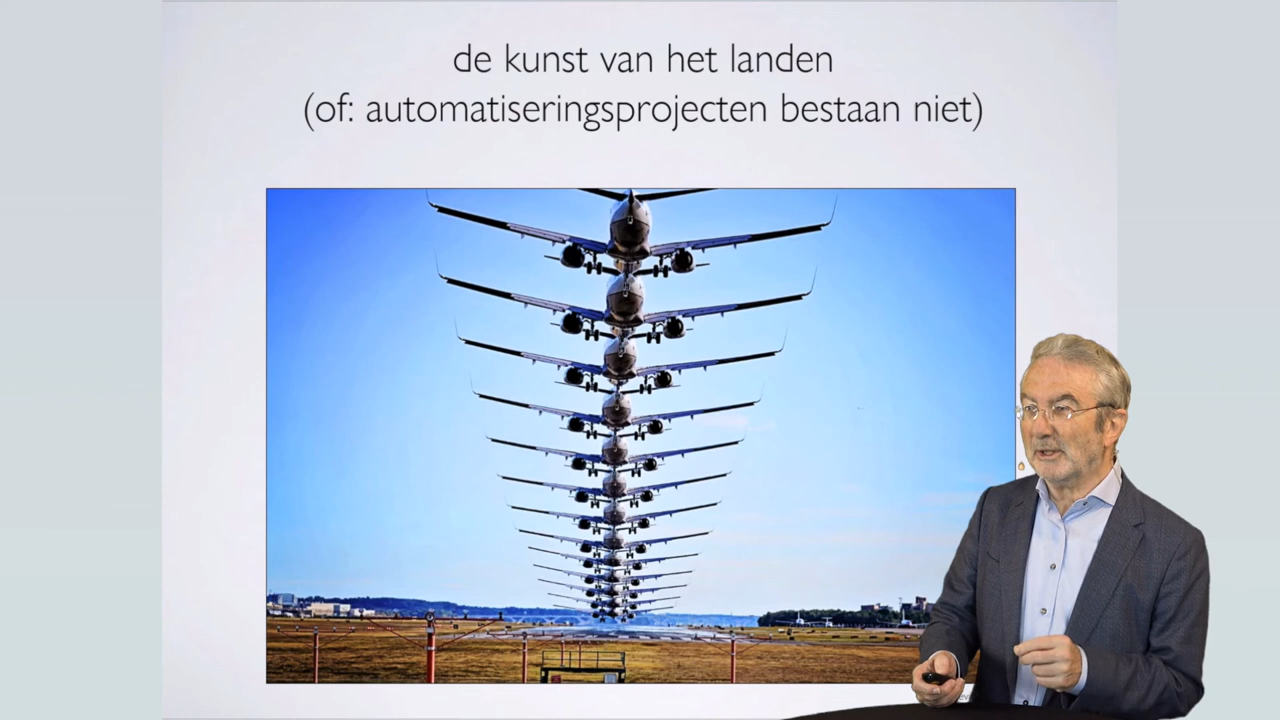 de kunst van het landen
(of: automatiseringsprojecten bestaan niet)